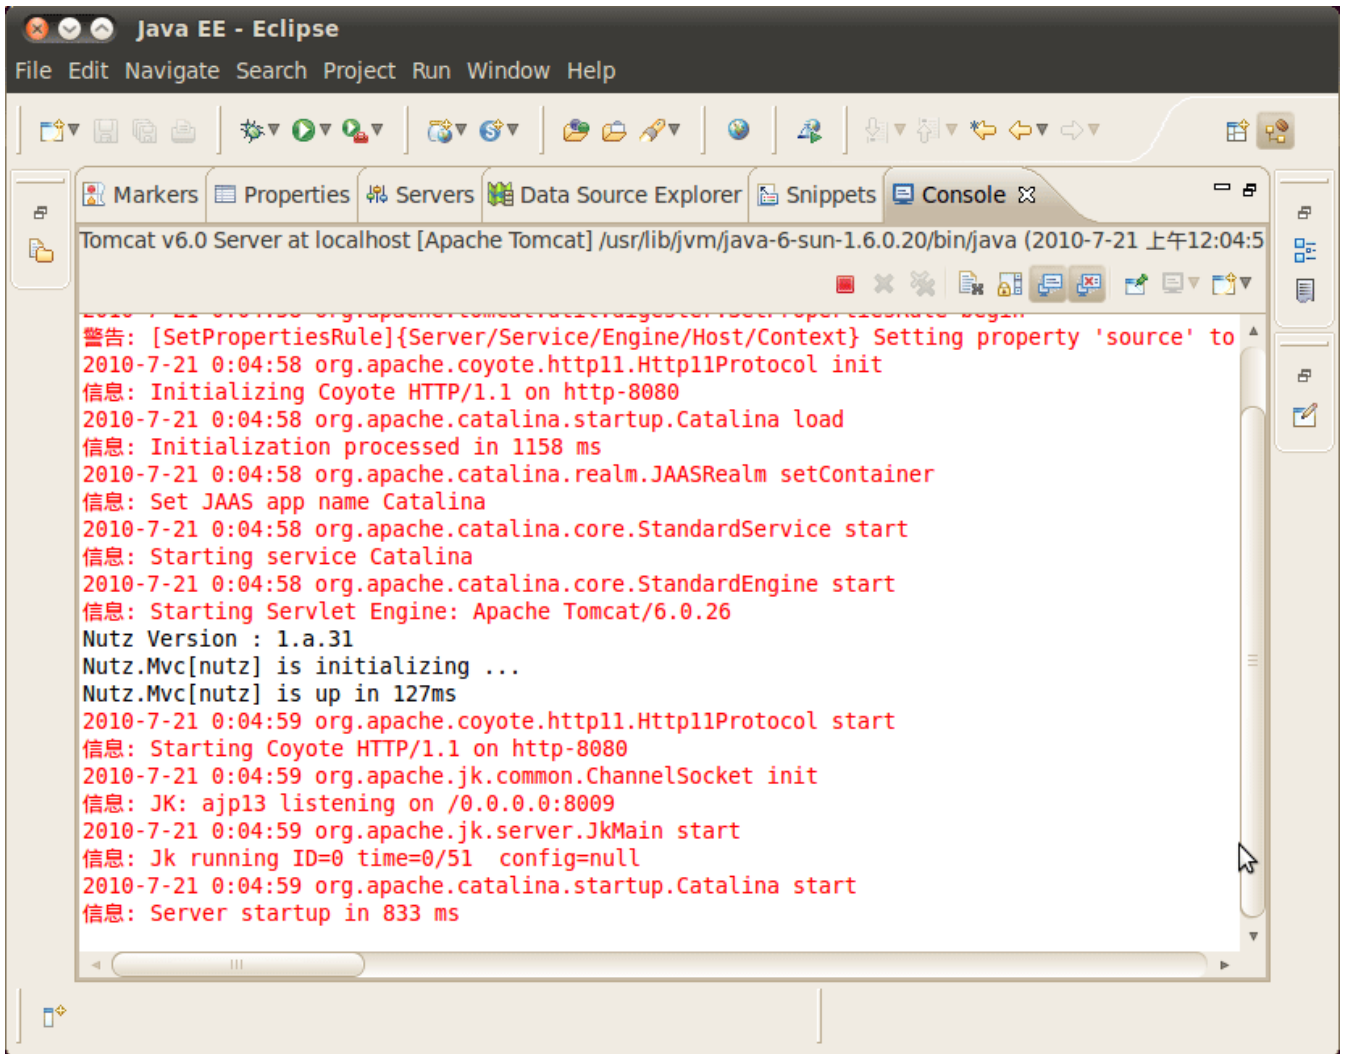 Java EE - Eclipse
File Edit Navigate Search Project Run Window Help
Markers Properties Servers Data Source Explorer Snippets Console
Tomcat v6.0 Server at localhost [Apache Tomcat] /usr/lib/jvm/java-6-sun-1.6.0.20/bin/java (2010-7-21 上午12:04:5
2010-7-21 0:04:58 org.apache.tomcat.util.digester.SetPropertiesRule begin
警告: [SetPropertiesRule]{Server/Service/Engine/Host/Context} Setting property 'source' to
2010-7-21 0:04:58 org.apache.coyote.http11.Http11Protocol init
信息: Initializing Coyote HTTP/1.1 on http-8080
2010-7-21 0:04:58 org.apache.catalina.startup.Catalina load
信息: Initialization processed in 1158 ms
2010-7-21 0:04:58 org.apache.catalina.realm.JAASRealm setContainer
信息: Set JAAS app name Catalina
2010-7-21 0:04:58 org.apache.catalina.core.StandardService start
信息: Starting service Catalina
2010-7-21 0:04:58 org.apache.catalina.core.StandardEngine start
信息: Starting Servlet Engine: Apache Tomcat/6.0.26
Nutz Version : 1.a.31
Nutz.Mvc[nutz] is initializing ...
Nutz.Mvc[nutz] is up in 127ms
2010-7-21 0:04:59 org.apache.coyote.http11.Http11Protocol start
信息: Starting Coyote HTTP/1.1 on http-8080
2010-7-21 0:04:59 org.apache.jk.common.ChannelSocket init
信息: JK: ajp13 listening on /0.0.0.0:8009
2010-7-21 0:04:59 org.apache.jk.server.JkMain start
信息: Jk running ID=0 time=0/51  config=null
2010-7-21 0:04:59 org.apache.catalina.startup.Catalina start
信息: Server startup in 833 ms